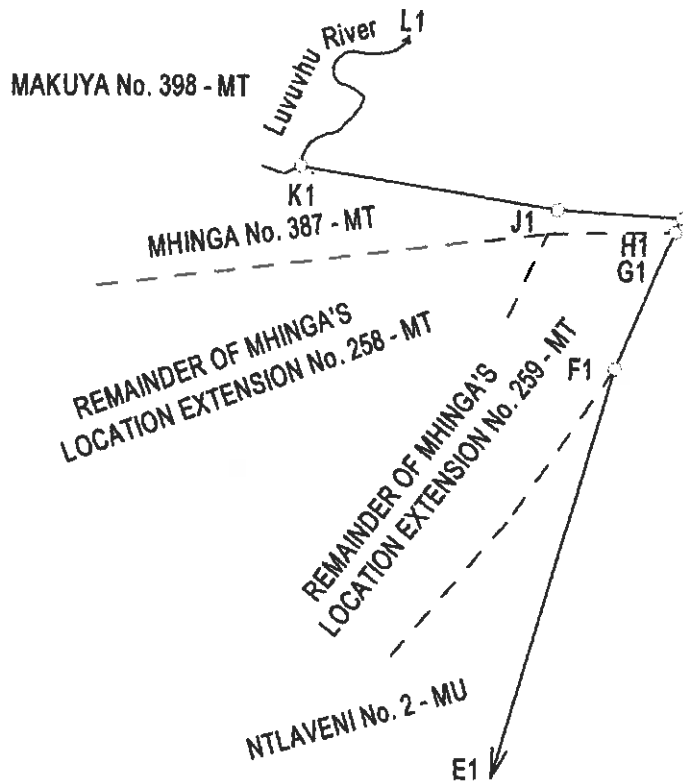 L1
Luvuvhu River
MAKUYA No. 398 - MT
K1
MHINGA No. 387 - MT
J1
H1
G1
REMAINDER OF MHINGA'S
LOCATION EXTENSION No. 258 - MT
F1
REMAINDER OF MHINGA'S
LOCATION EXTENSION No. 259 - MT
NTLAVENI No. 2 - MU
E1